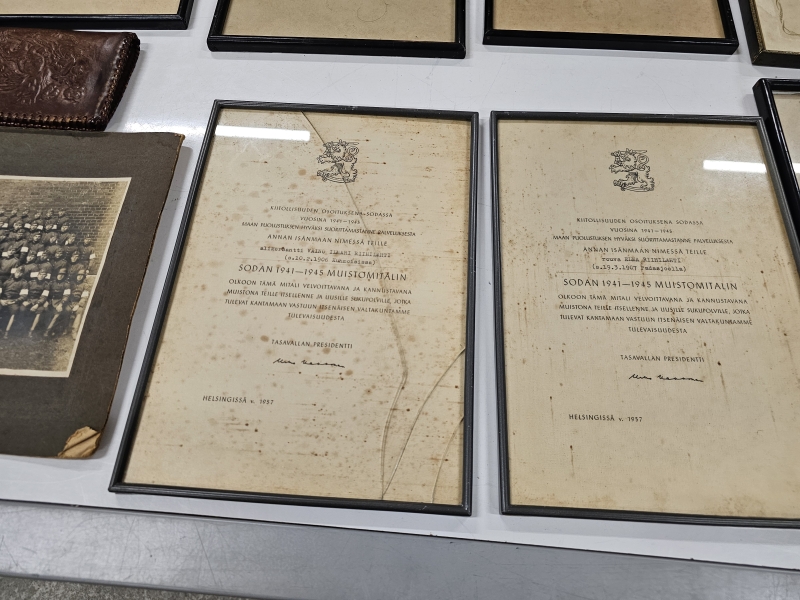 KIITOLLISUUDEN OSOITUKSENA SODASSA
VUOSINA 1941-1945
MAAN PUOLUSTUKSEN HYVÄKSI SUORITTAMASTANNE PALVELUKSESTA
ANNAN ISÄNMAAN NIMESSÄ TEILLE
SODAN 1941—1945 MUISTOMITALIN
OLKOON TÄMÄ MITALI VELVOITTAVANA JA KANNUSTAVANA
MUISTONA TEILLE ITSELLENNE JA UUSILLE SUKUPOLVILLE, JOTKA
TULEVAT KANTAMAAN VASTUUN ITSENÄISEN VALTAKUNTAMME
TULEVAISUUDESTA
TASAVALLAN PRESIDENTTI
HELSINGISSÄ v. 1957
KIITOLLISUUDEN OSOITUKSENA SODASSA
VUOSINA 1941-1945
MAAN PUOLUSTUKSEN HYVÄKSI SUORITTAMASTANNE PALVELUKSESTA
ANNAN ISÄNMAAN NIMESSÄ TEILLE
rouva
(s.19.3.1907
SODAN 1941—1945 MUISTOMITALIN
OLKOON TÄMÄ MITALI VELVOITTAVANA JA KANNUSTAVANA
MUISTONA TEILLE ITSELLENNE JA UUSILLE SUKUPOLVILLE, JOTKA
TULEVAT KANTAMAAN VASTUUN ITSENÄISEN VALTAKUNTAMME
TULEVAISUUDESTA
TASAVALLAN PRESIDENTTI
HELSINGISSÄ v. 1957